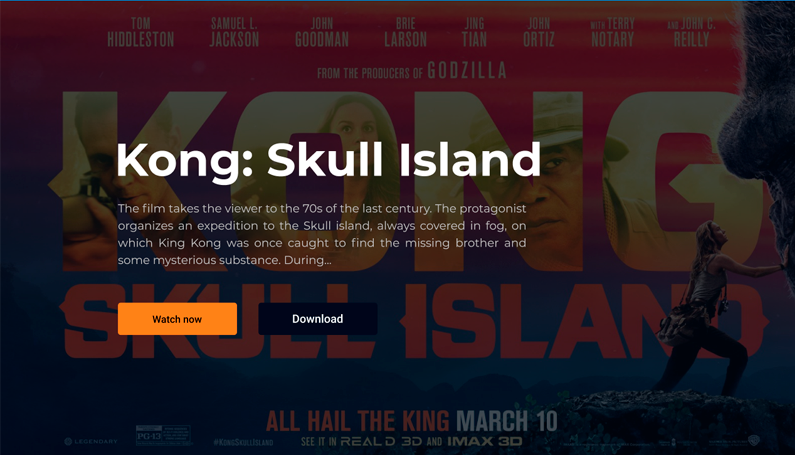 TOM HIDDLESTON
SAMUEL L. JACKSON
JOHN GOODMAN
BRIE LARSON
JING TIAN
JOHN ORTIZ
WITH TERRY NOTARY
AND JOHN C. REILLY
FROM THE PRODUCERS OF GODZILLA
KONG
Kong: Skull Island
The film takes the viewer to the 70s of the last century. The protagonist
organizes an expedition to the Skull island, always covered in fog, on
which King Kong was once caught to find the missing brother and
some mysterious substance. During...
Watch now
Download
SKULL ISLAND
ALL HAIL THE KING MARCH 10
LEGENDARY
PG-13
#KONGSKULLISLAND
SEE IT IN REAL D 3D AND IMAX 3D